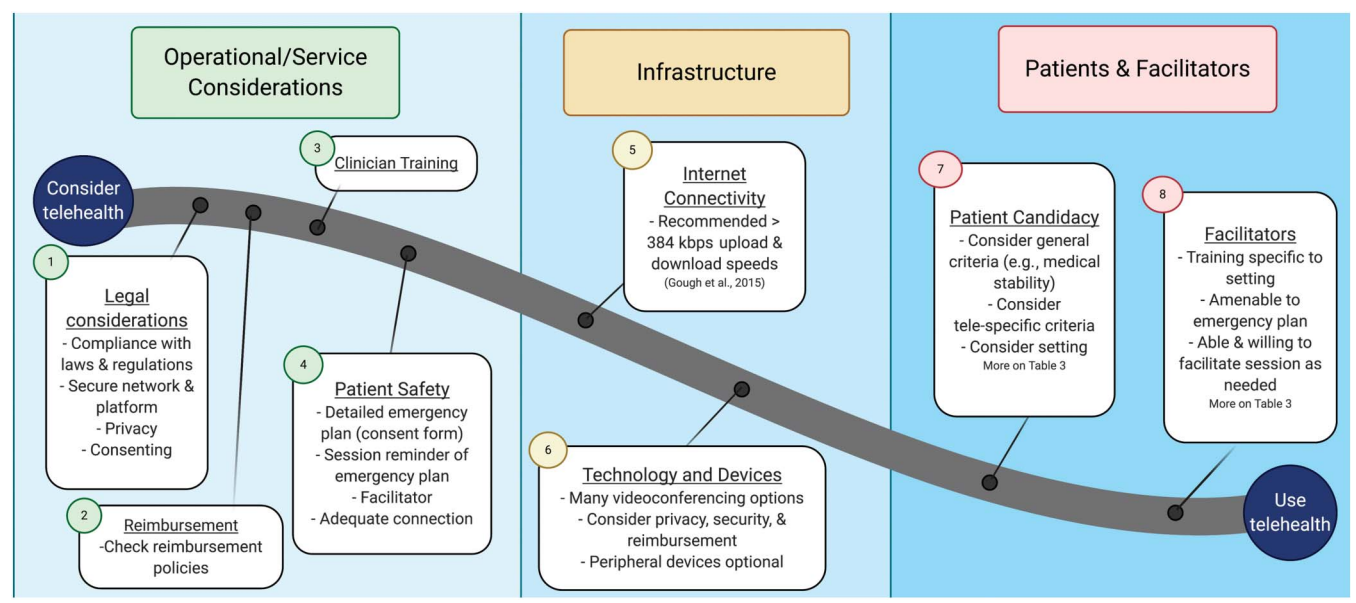 Operational/Service
Considerations
Infrastructure
Patients & Facilitators
Consider
telehealth
1
Legal
considerations
- Compliance with
laws & regulations
- Secure network &
platform
- Privacy
- Consenting
2
Reimbursement
-Check reimbursement
policies
3
Clinician Training
4
Patient Safety
- Detailed emergency
plan (consent form)
- Session reminder of
emergency plan
- Facilitator
- Adequate connection
5
Internet
Connectivity
- Recommended >
384 kbps upload &
download speeds
(Gough et al., 2015)
6
Technology and Devices
- Many videoconferencing options
- Consider privacy, security, &
reimbursement
- Peripheral devices optional
7
Patient Candidacy
- Consider general
criteria (e.g., medical
stability)
- Consider
tele-specific criteria
- Consider setting
More on Table 3
8
Facilitators
- Training specific to
setting
- Amenable to
emergency plan
- Able & willing to
facilitate session as
needed
More on Table 3
Use
telehealth